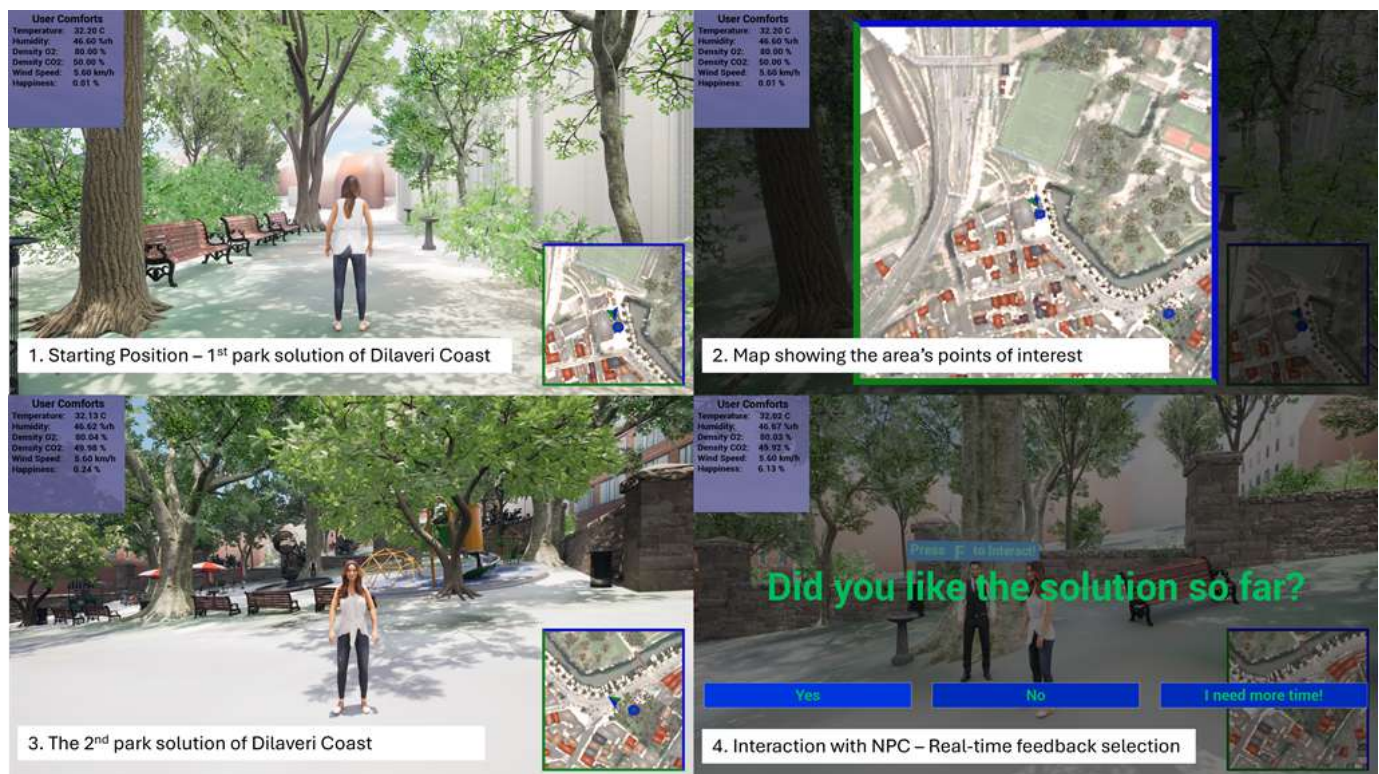 User Comforts
Temperature: 32.20 C
Humidity: 46.60 %rh
Density O2: 80.00 %
Density CO2: 50.00 %
Wind Speed: 5.60 km/h
Happiness: 0.01 %
1. Starting Position – 1st park solution of Dilaveri Coast
User Comforts
Temperature: 32.20 C
Humidity: 46.60 %rh
Density O2: 80.00 %
Density CO2: 50.00 %
Wind Speed: 5.60 km/h
Happiness: 0.01 %
2. Map showing the area's points of interest
User Comforts
Temperature: 32.13 C
Humidity: 46.62 %rh
Density O2: 80.04 %
Density CO2: 49.98 %
Wind Speed: 5.60 km/h
Happiness: 0.24 %
3. The 2nd park solution of Dilaveri Coast
User Comforts
Temperature: 32.02 C
Humidity: 46.67 %rh
Density O2: 80.03 %
Density CO2: 49.92 %
Wind Speed: 5.60 km/h
Happiness: 6.13 %
Press F to Interact!
Did you like the solution so far?
Yes No I need more time!
4. Interaction with NPC – Real-time feedback selection